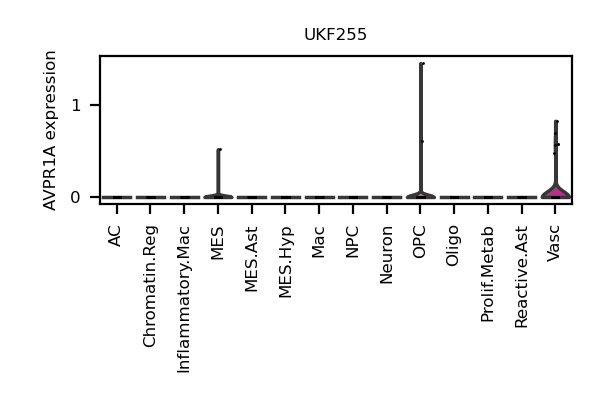 UKF255
AVPR1A expression
1
0
AC
Chromatin.Reg
Inflammatory.Mac
MES
MES.Ast
MES.Hyp
Mac
NPC
Neuron
OPC
Oligo
Prolif.Metab
Reactive.Ast
Vasc